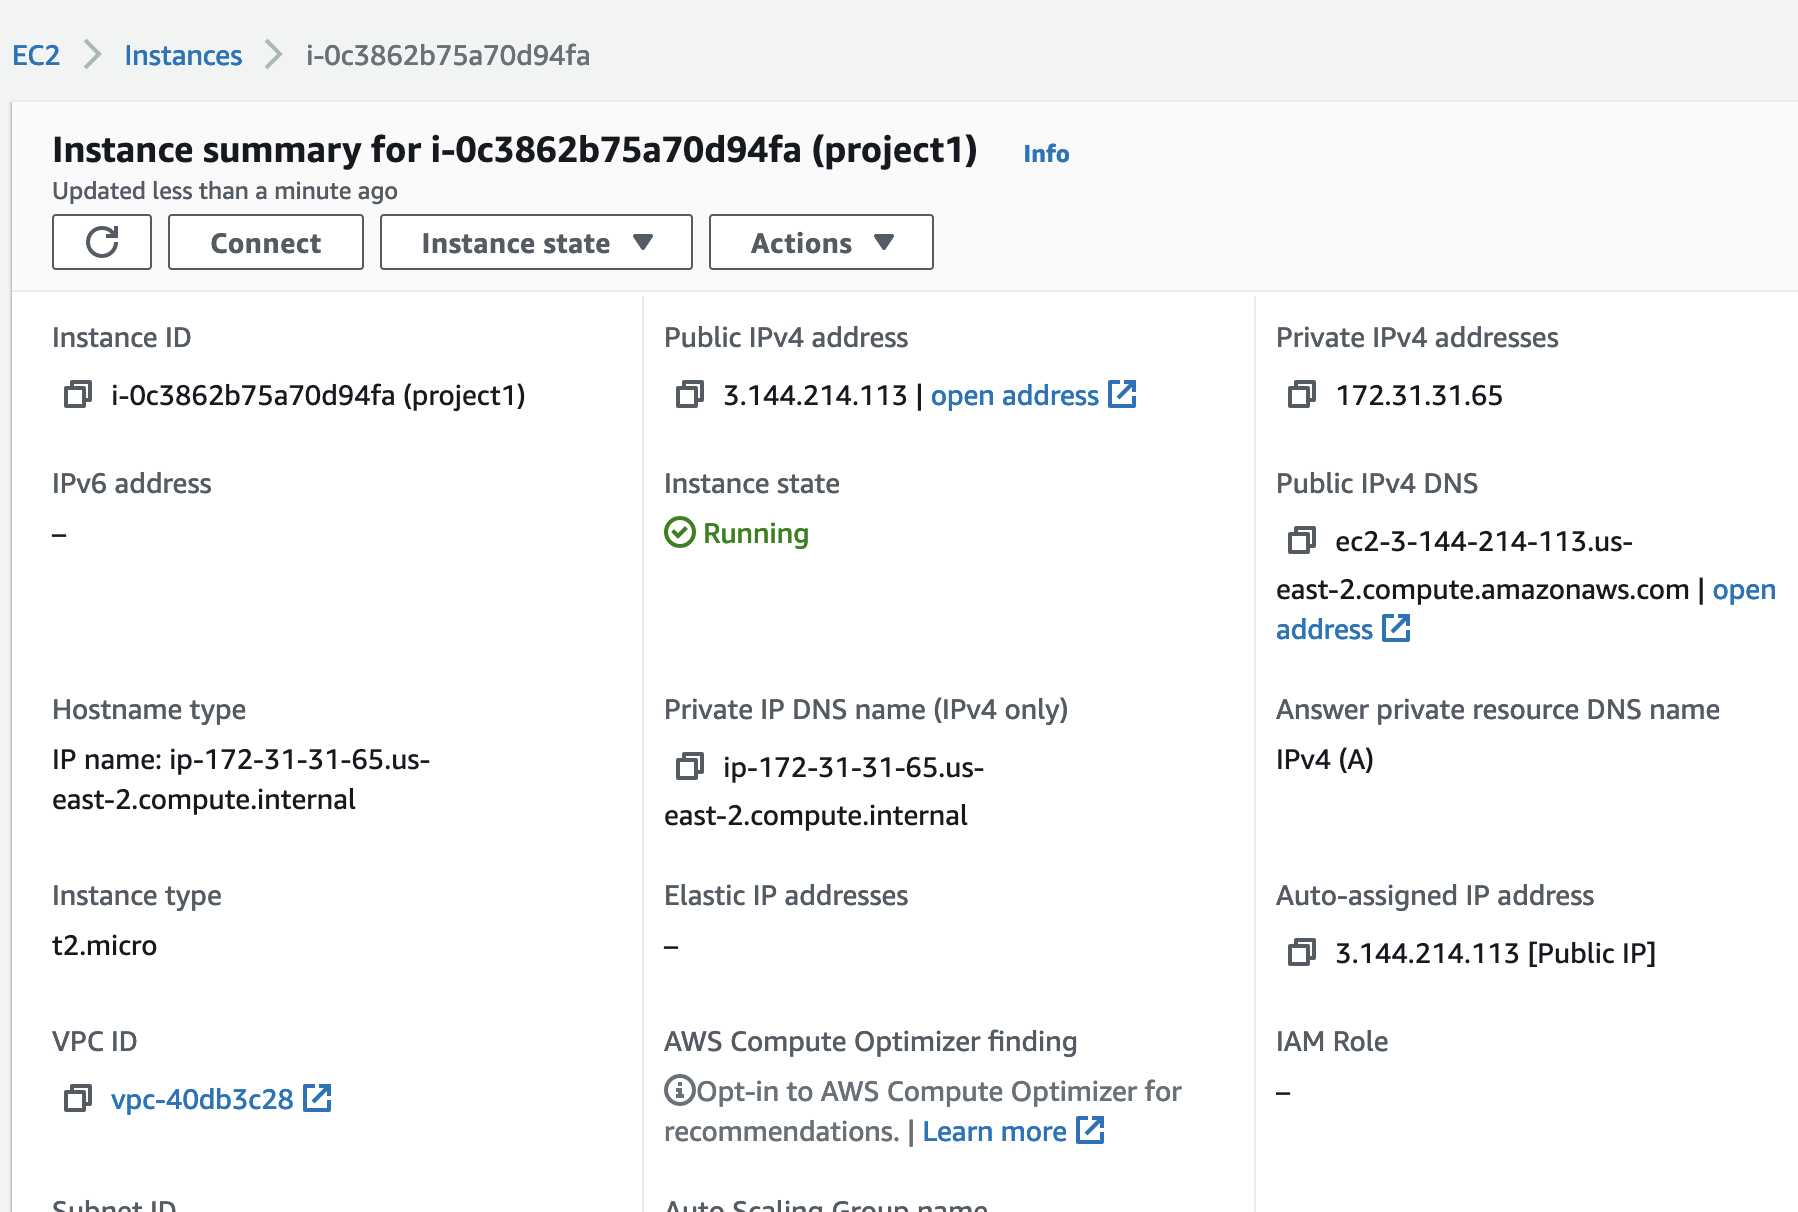 EC2 > Instances > i-0c3862b75a70d94fa
Instance summary for i-0c3862b75a70d94fa (project1) Info
Updated less than a minute ago
Connect Instance state ▼ Actions ▼
Instance ID
i-0c3862b75a70d94fa (project1)
Public IPv4 address
3.144.214.113 | open address
Private IPv4 addresses
172.31.31.65
IPv6 address
–
Instance state
Running
Public IPv4 DNS
ec2-3-144-214-113.us-
east-2.compute.amazonaws.com | open
address
Hostname type
IP name: ip-172-31-31-65.us-
east-2.compute.internal
Private IP DNS name (IPv4 only)
ip-172-31-31-65.us-
east-2.compute.internal
Answer private resource DNS name
IPv4 (A)
Instance type
t2.micro
Elastic IP addresses
–
Auto-assigned IP address
3.144.214.113 [Public IP]
VPC ID
vpc-40db3c28
AWS Compute Optimizer finding
Opt-in to AWS Compute Optimizer for
recommendations. | Learn more
IAM Role
–
Subnet ID
Auto Scaling Group name